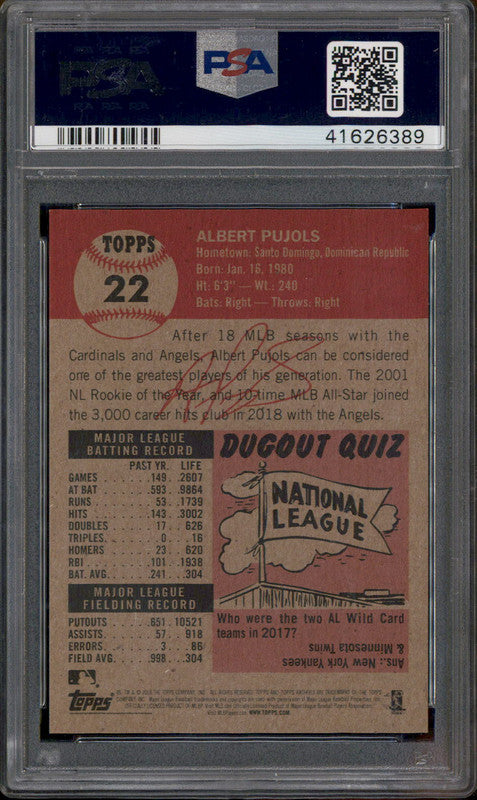 PSA
41626389
TOPPS
22
ALBERT PUJOLS
Hometown: Santo Domingo, Dominican Republic
Born: Jan. 16, 1980
Ht: 6'3" — Wt.: 240
Bats: Right — Throws: Right
After 18 MLB seasons with the
Cardinals and Angels, Albert Pujols can be considered
one of the greatest players of his generation. The 2001
NL Rookie of the Year, and 10-time MLB All-Star joined
the 3,000 career hits club in 2018 with the Angels.
MAJOR LEAGUE
BATTING RECORD
PAST YR. LIFE
GAMES . . . . . 149 . .2607
AT BAT . . . . . 593 . .9864
RUNS . . . . . 53 . .1739
HITS . . . . . 143 . .3002
DOUBLES . . . . 17 . . 626
TRIPLES. . . . . 0 . . . 16
HOMERS . . . . 23 . . 620
RBI . . . . . 101 . .1938
BAT. AVG. . . . .241 . . .304
MAJOR LEAGUE
FIELDING RECORD
PUTOUTS . . . . 651 . 10521
ASSISTS. . . . . 57 . . 918
ERRORS. . . . . 3 . . . 86
FIELD AVG. . . . .998 . . .304
DUGOUT QUIZ
NATIONAL
LEAGUE
Who were the two AL Wild Card
teams in 2017?
Ans.: New York Yankees
& Minnesota Twins
Topps
WWW.TOPPS.COM